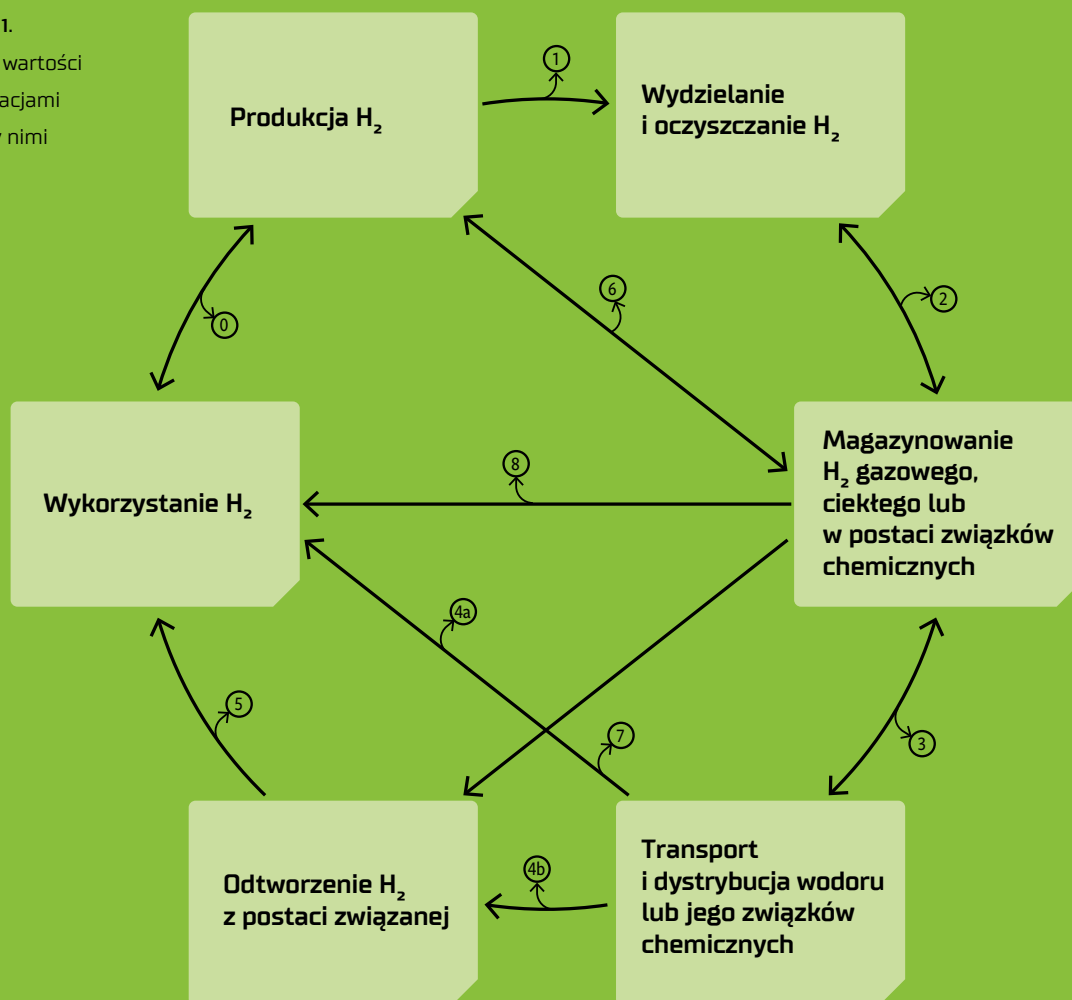 1.
wartości
acjami
nimi
Produkcja H₂
1
Wydzielanie
i oczyszczanie H₂
0
6
2
Wykorzystanie H₂
8
Magazynowanie
H₂ gazowego,
ciekłego lub
w postaci związków
chemicznych
4a
5
7
3
Odtworzenie H₂
z postaci związanej
4b
Transport
i dystrybucja wodoru
lub jego związków
chemicznych